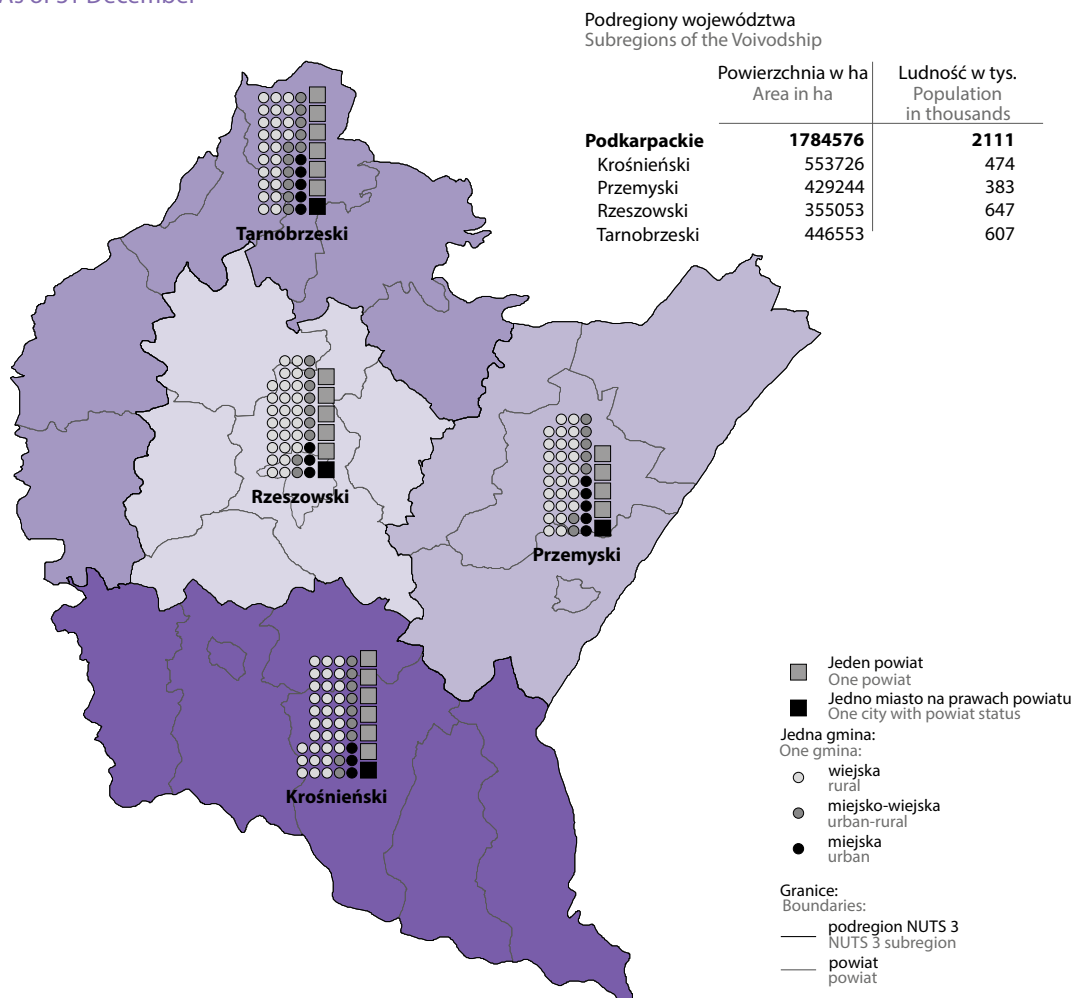 As of 31 December
Podregiony województwa
Subregions of the Voivodship
Powierzchnia w ha Ludność w tys.
Area in ha Population
in thousands
Podkarpackie 1784576 2111
Krośnieński 553726 474
Przemyski 429244 383
Rzeszowski 355053 647
Tarnobrzeski 446553 607
Tarnobrzeski
Rzeszowski
Przemyski
Krośnieński
Jeden powiat
One powiat
Jedno miasto na prawach powiatu
One city with powiat status
Jedna gmina:
One gmina:
wiejska
rural
miejsko-wiejska
urban-rural
miejska
urban
Granice:
Boundaries:
podregion NUTS 3
NUTS 3 subregion
powiat
powiat